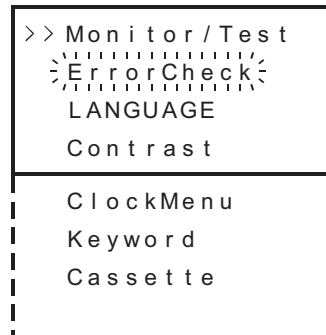 >>Monitor/Test
ErrorCheck
LANGUAGE
Contrast
ClockMenu
Keyword
Cassette